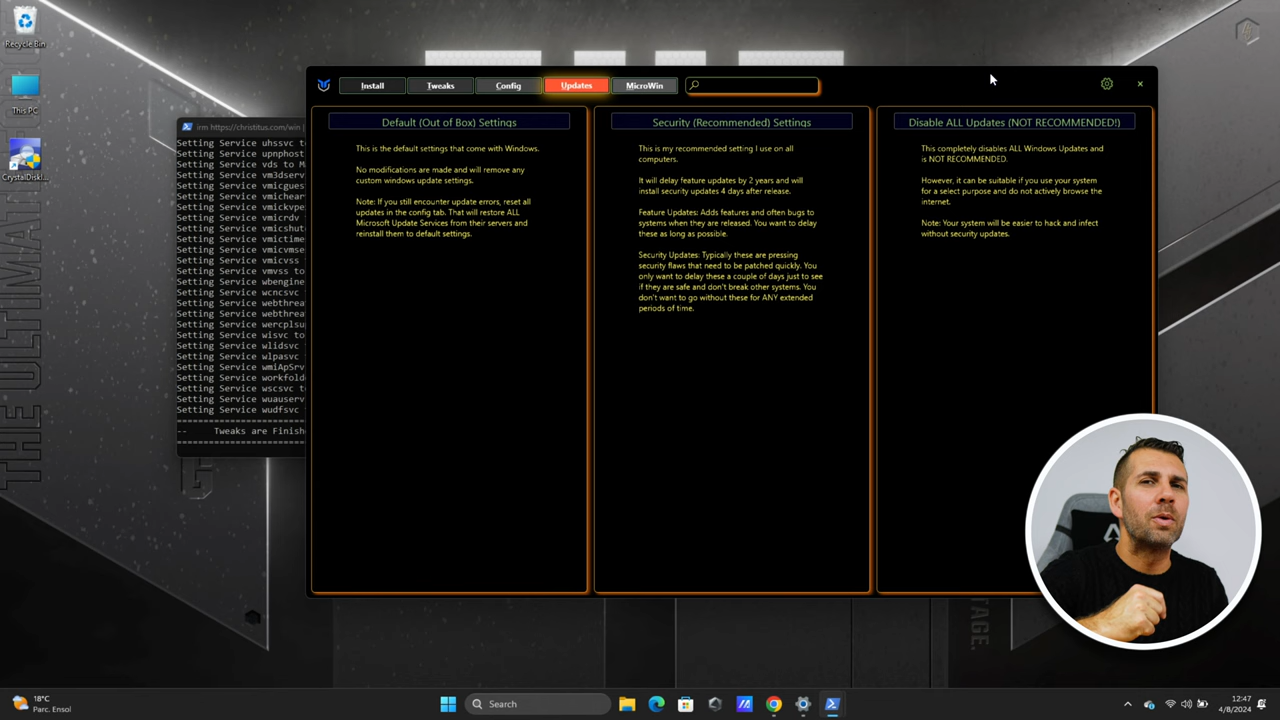 Recycle Bin
This PC
CrystalDiskI...
THE ULTIMATE FO
irm https://christitus.com/win |
Setting Service uhssvc
Setting Service upnphost
Setting Service vds to M
Setting Service vm3dserv
Setting Service vmicgues
Setting Service vmichear
Setting Service vmickvpe
Setting Service vmicrdv
Setting Service vmicshut
Setting Service vmictime
Setting Service vmicvmse
Setting Service vmicvss
Setting Service vmvss to
Setting Service wbengine
Setting Service wcncsvc
Setting Service webthrea
Setting Service webthrea
Setting Service wercplsu
Setting Service wisvc to
Setting Service wlidsvc
Setting Service wlpasvc
Setting Service wmiApSrv
Setting Service workfold
Setting Service wscsvc
Setting Service wuauserv
Setting Service wudfsvc
-- Tweaks are Finish
Install
Tweaks
Config
Updates
MicroWin
Default (Out of Box) Settings
This is the default settings that come with Windows.
No modifications are made and will remove any
custom windows update settings.
Note: If you still encounter update errors, reset all
updates in the config tab. That will restore ALL
Microsoft Update Services from their servers and
reinstall them to default settings.
Security (Recommended) Settings
This is my recommended setting I use on all
computers.
It will delay feature updates by 2 years and will
install security updates 4 days after release.
Feature Updates: Adds features and often bugs to
systems when they are released. You want to delay
these as long as possible.
Security Updates: Typically these are pressing
security flaws that need to be patched quickly. You
only want to delay these a couple of days just to see
if they are safe and don't break other systems. You
don't want to go without these for ANY extended
periods of time.
Disable ALL Updates (NOT RECOMMENDED!)
This completely disables ALL Windows Updates and
is NOT RECOMMENDED.
However, it can be suitable if you use your system
for a select purpose and do not actively browse the
internet.
Note: Your system will be easier to hack and infect
without security updates.
TAGE.
18°C
Parc. Ensol
Search
12:47
4/8/2024